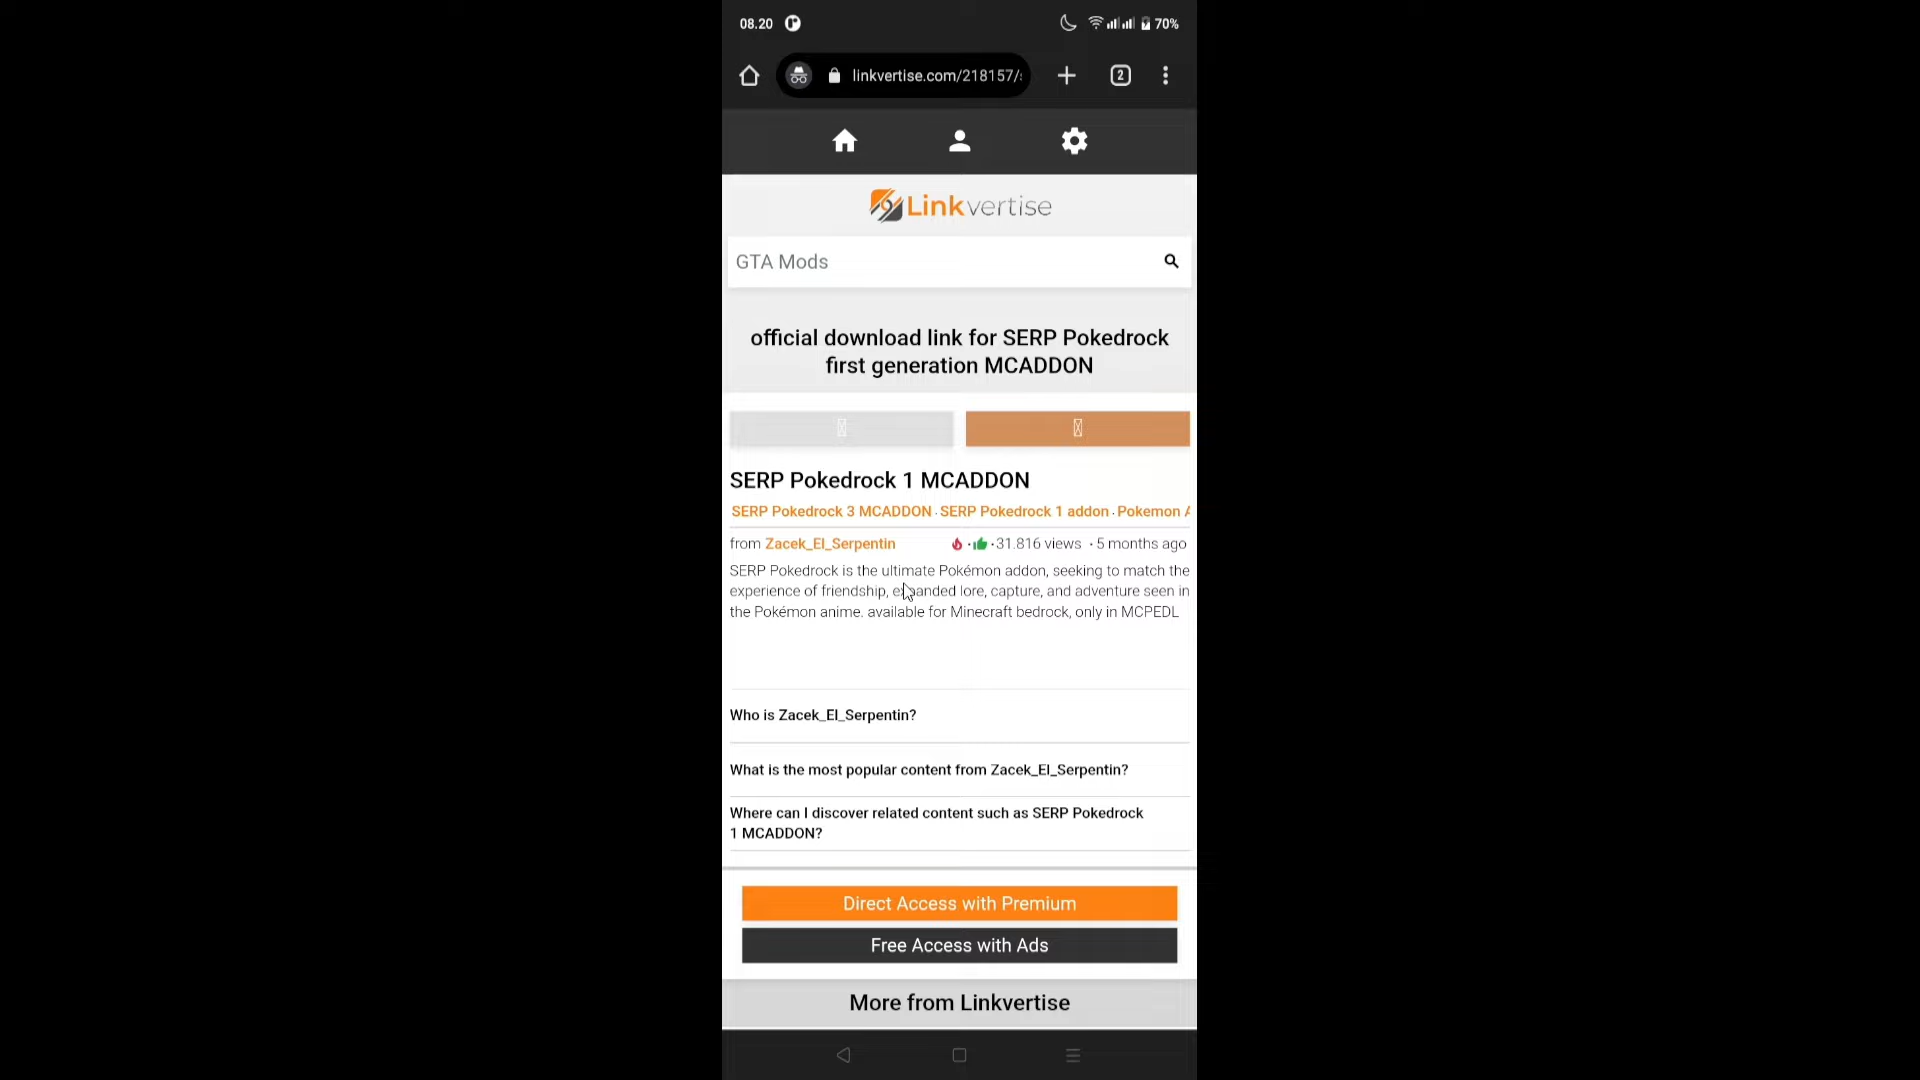 08.20
70%
linkvertise.com/218157/
2
Linkvertise
GTA Mods
official download link for SERP Pokedrock
first generation MCADDON
SERP Pokedrock 1 MCADDON
SERP Pokedrock 3 MCADDON · SERP Pokedrock 1 addon · Pokemon
from Zacek_El_Serpentin · 31.816 views · 5 months ago
SERP Pokedrock is the ultimate Pokémon addon, seeking to match the
experience of friendship, expanded lore, capture, and adventure seen in
the Pokémon anime. available for Minecraft bedrock, only in MCPEDL
Who is Zacek_El_Serpentin?
What is the most popular content from Zacek_El_Serpentin?
Where can I discover related content such as SERP Pokedrock
1 MCADDON?
Direct Access with Premium
Free Access with Ads
More from Linkvertise